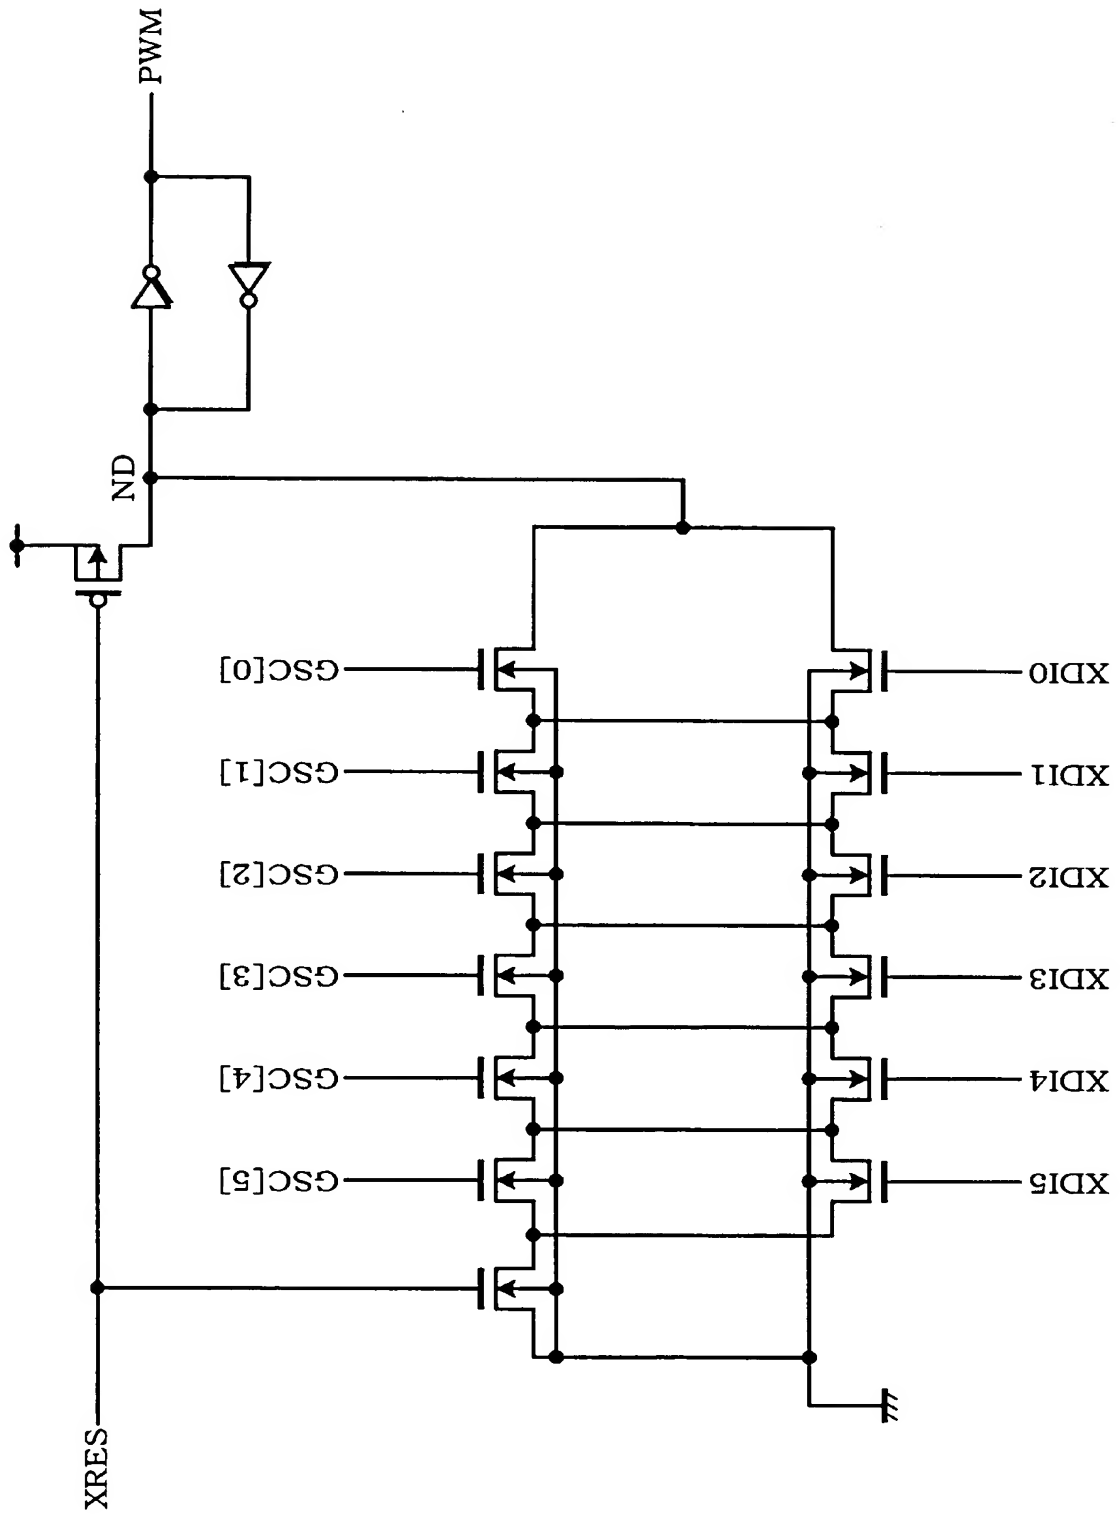 PWM
ND
GSC[0]
XDI0
GSC[1]
XDI1
GSC[2]
XDI2
GSC[3]
XDI3
GSC[4]
XDI4
GSC[5]
XDI5
XRES